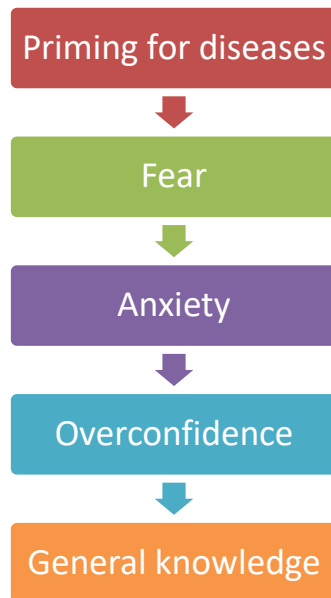 Priming for diseases
Fear
Anxiety
Overconfidence
General knowledge